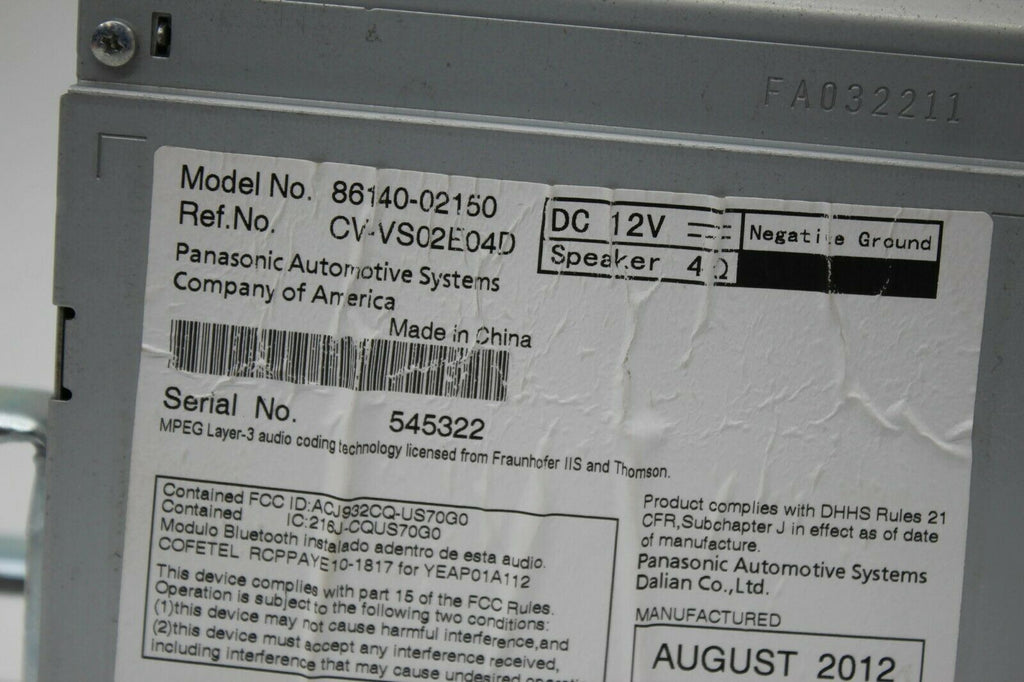 FA032211
Model No. 86140-02150
Ref.No. CV-VS02E04D
Panasonic Automotive Systems
Company of America
Made in China
DC 12V ⎓ Negative Ground
Speaker 4Ω
Serial No. 545322
MPEG Layer-3 audio coding technology licensed from Fraunhofer IIS and Thomson.
Contained FCC ID:ACJ932CQ-US70G0
Contained IC:216J-CQUS70G0
Modulo Bluetooth instalado adentro de esta audio.
COFETEL RCPPAYE10-1817 for YEAP01A112
This device complies with part 15 of the FCC Rules.
Operation is subject to the following two conditions:
(1)this device may not cause harmful interference,and
(2)this device must accept any interference received,
including interference that may cause undesired
Product complies with DHHS Rules 21
CFR,Subchapter J in effect as of date
of manufacture.
Panasonic Automotive Systems
Dalian Co.,Ltd.
MANUFACTURED
AUGUST 2012